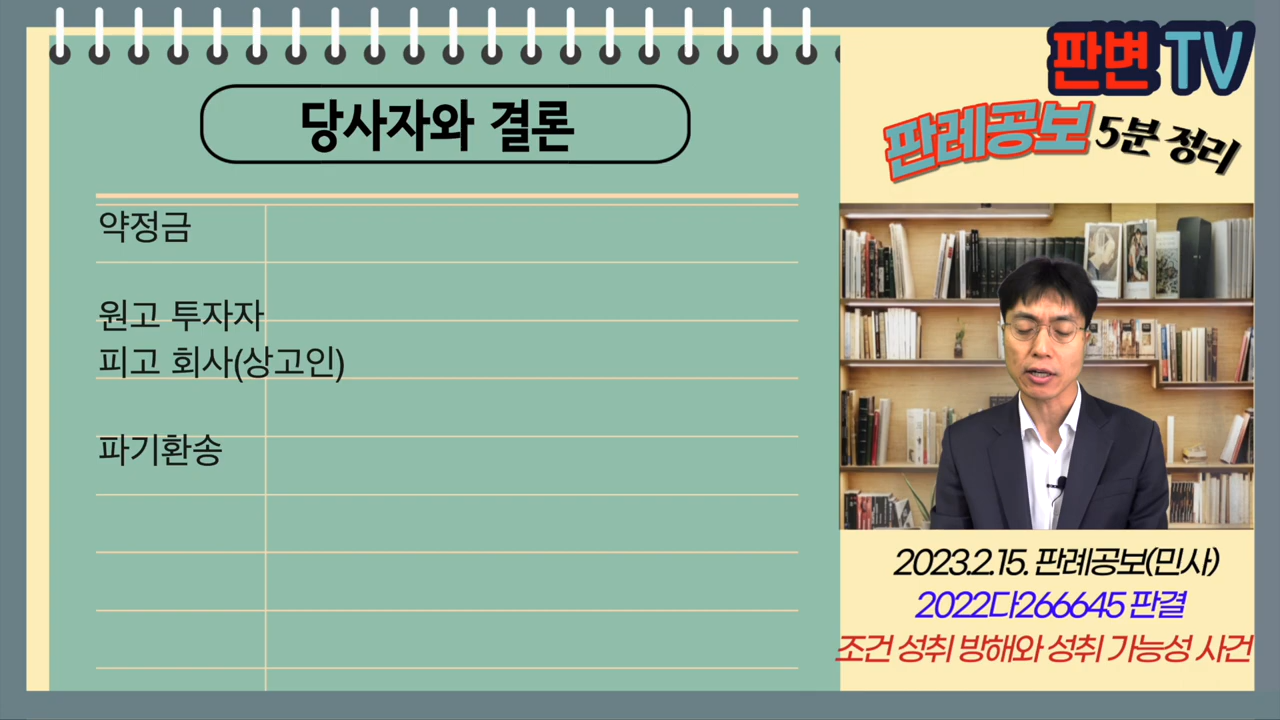 당사자와 결론
약정금
원고 투자자
피고 회사(상고인)
파기환송
판변 TV
판례공보 5분 정리
2023.2.15. 판례공보(민사)
2022다266645 판결
조건 성취 방해와 성취 가능성 사건